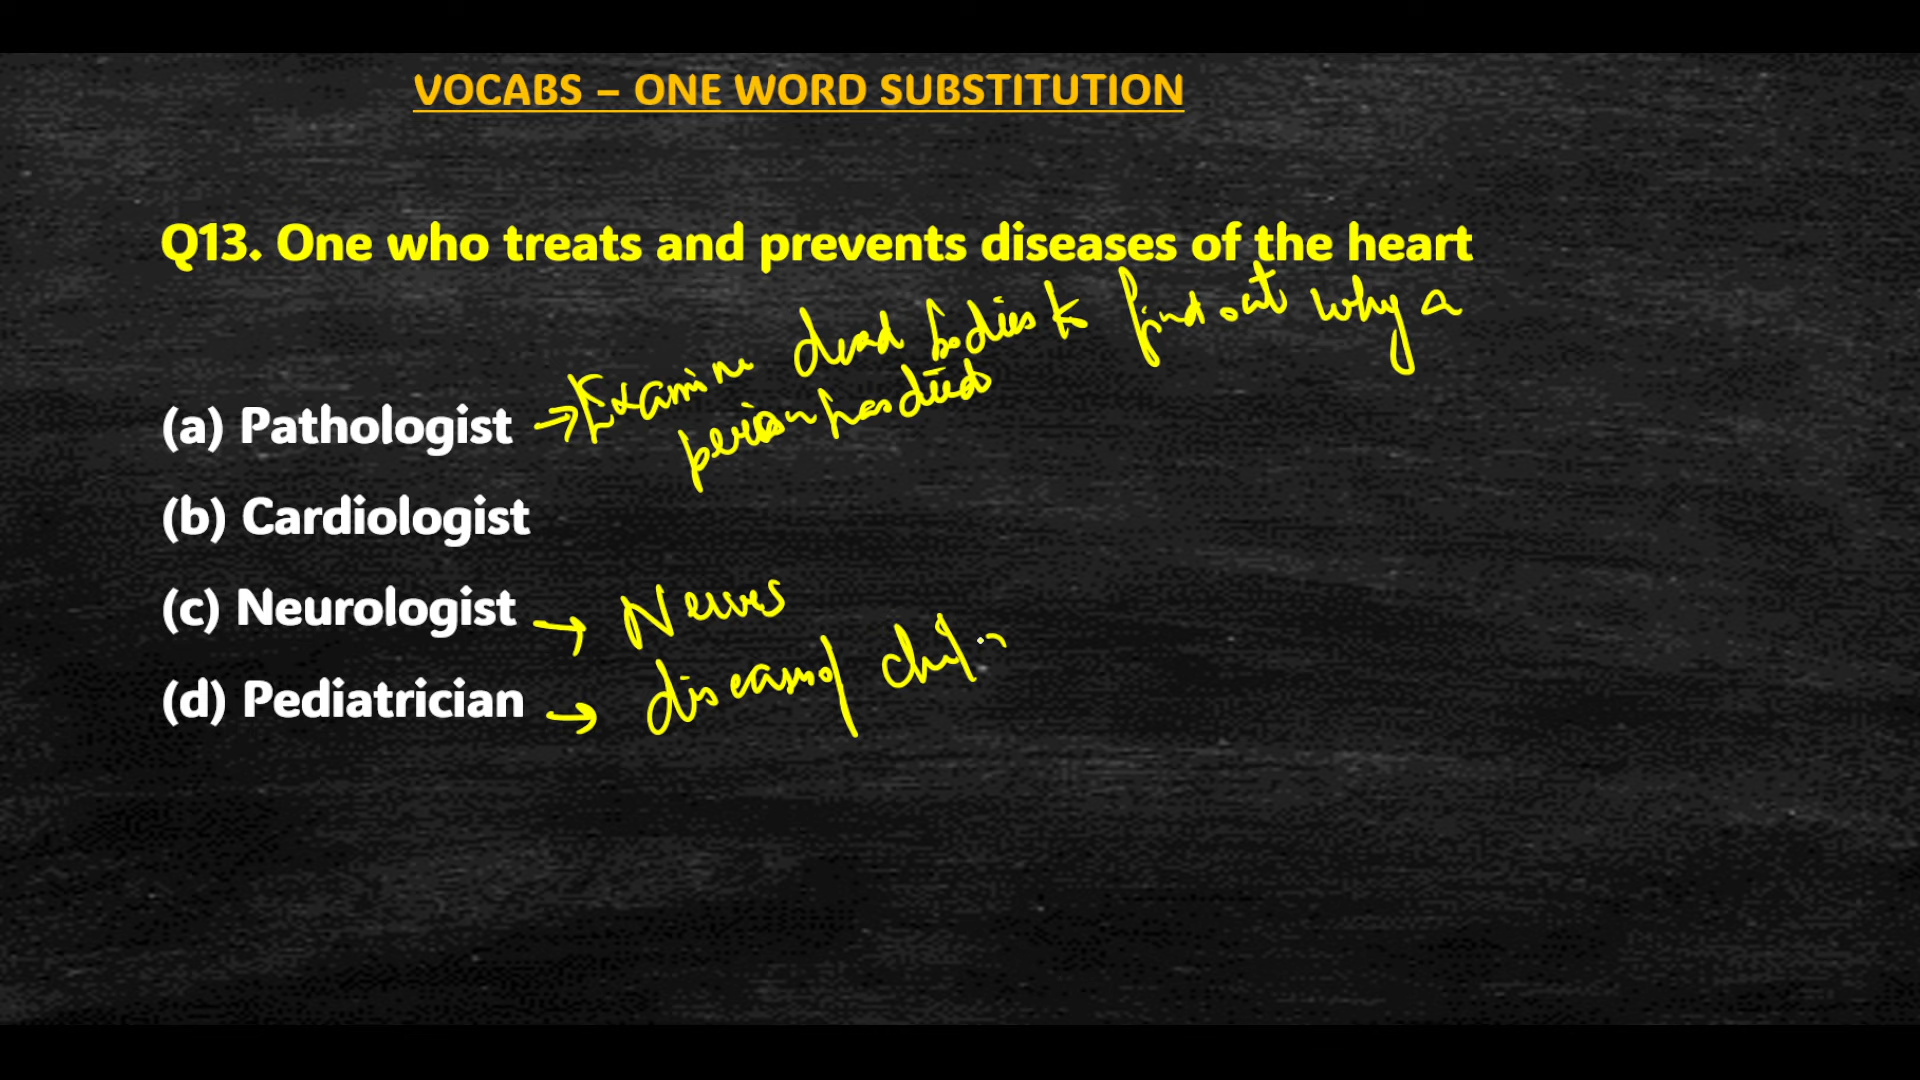 VOCABS – ONE WORD SUBSTITUTION
Q13. One who treats and prevents diseases of the heart
(a) Pathologist → Examine dead bodies to find out why a
person has died
(b) Cardiologist
(c) Neurologist → Nerves
(d) Pediatrician → diseases of